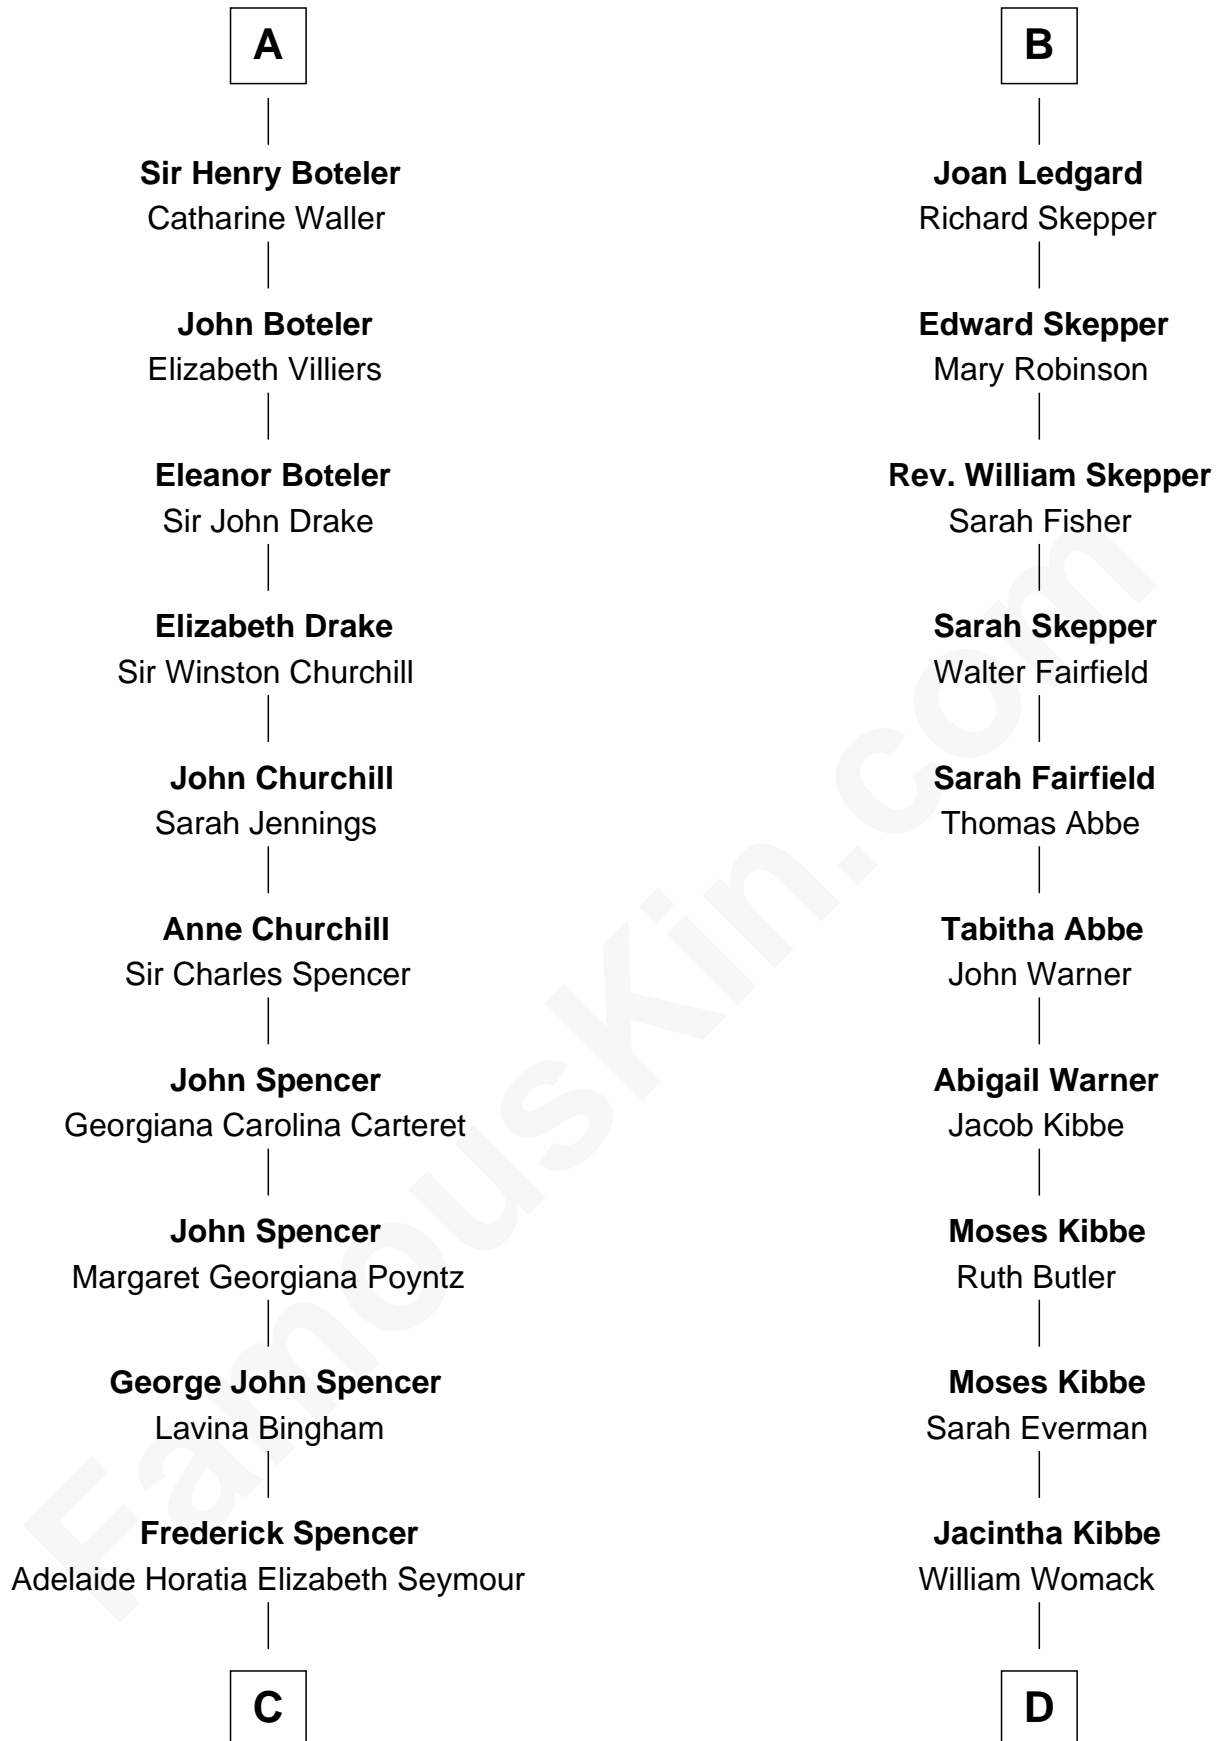 A
Sir Henry Boteler
Catharine Waller
John Boteler
Elizabeth Villiers
Eleanor Boteler
Sir John Drake
Elizabeth Drake
Sir Winston Churchill
John Churchill
Sarah Jennings
Anne Churchill
Sir Charles Spencer
John Spencer
Georgiana Carolina Carteret
John Spencer
Margaret Georgiana Poyntz
George John Spencer
Lavina Bingham
Frederick Spencer
Adelaide Horatia Elizabeth Seymour
C
B
Joan Ledgard
Richard Skepper
Edward Skepper
Mary Robinson
Rev. William Skepper
Sarah Fisher
Sarah Skepper
Walter Fairfield
Sarah Fairfield
Thomas Abbe
Tabitha Abbe
John Warner
Abigail Warner
Jacob Kibbe
Moses Kibbe
Ruth Butler
Moses Kibbe
Sarah Everman
Jacintha Kibbe
William Womack
D
FamousKin.com